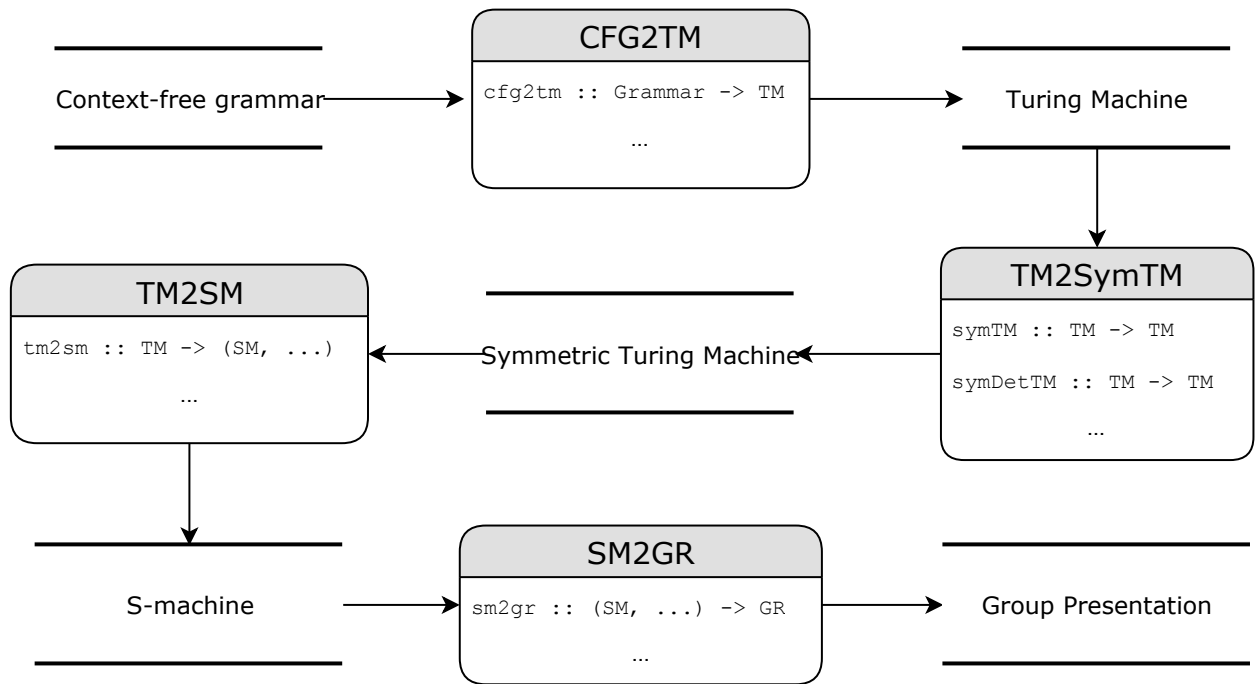 Context-free grammar
CFG2TM
cfg2tm :: Grammar -> TM
...
Turing Machine
TM2SymTM
symTM :: TM -> TM
symDetTM :: TM -> TM
...
Symmetric Turing Machine
TM2SM
tm2sm :: TM -> (SM, ...)
...
S-machine
SM2GR
sm2gr :: (SM, ...) -> GR
...
Group Presentation